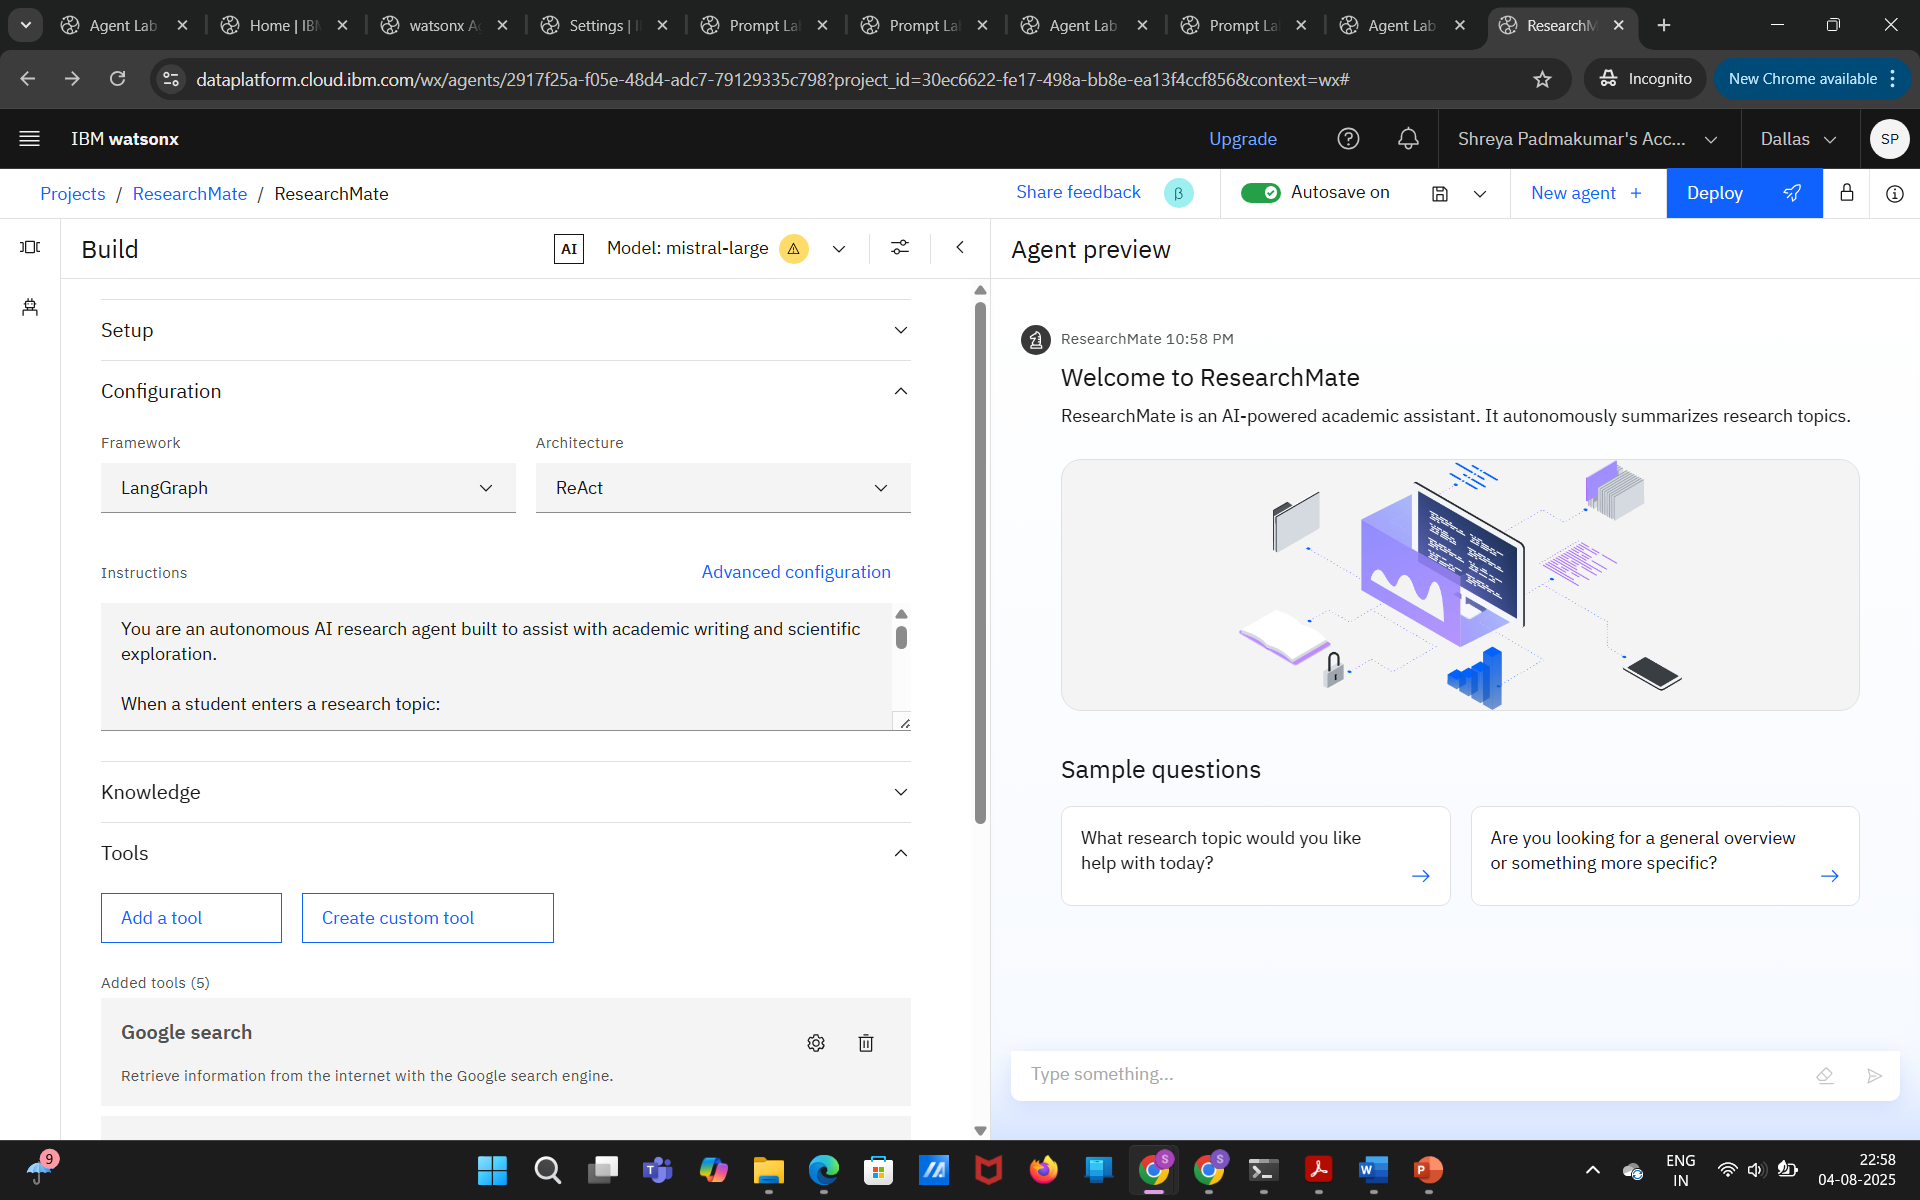 Agent Lab
Home | IBM
watsonx Ag
Settings | I
Prompt La
Prompt La
Agent Lab
Prompt La
Agent Lab
ResearchM
dataplatform.cloud.ibm.com/wx/agents/2917f25a-f05e-48d4-adc7-79129335c798?project_id=30ec6622-fe17-498a-bb8e-ea13f4ccf856&context=wx#
Incognito
New Chrome available
IBM watsonx
Upgrade
Shreya Padmakumar's Acc...
Dallas
SP
Projects / ResearchMate / ResearchMate
Share feedback
β
Autosave on
New agent +
Deploy
Build
AI
Model: mistral-large
Agent preview
Setup
Configuration
Framework
Architecture
LangGraph
ReAct
Instructions
Advanced configuration
You are an autonomous AI research agent built to assist with academic writing and scientific
exploration.
When a student enters a research topic:
Knowledge
Tools
Add a tool
Create custom tool
Added tools (5)
Google search
Retrieve information from the internet with the Google search engine.
ResearchMate 10:58 PM
Welcome to ResearchMate
ResearchMate is an AI-powered academic assistant. It autonomously summarizes research topics.
Sample questions
What research topic would you like
help with today?
Are you looking for a general overview
or something more specific?
Type something...
9
S
S
ENG
IN
22:58
04-08-2025